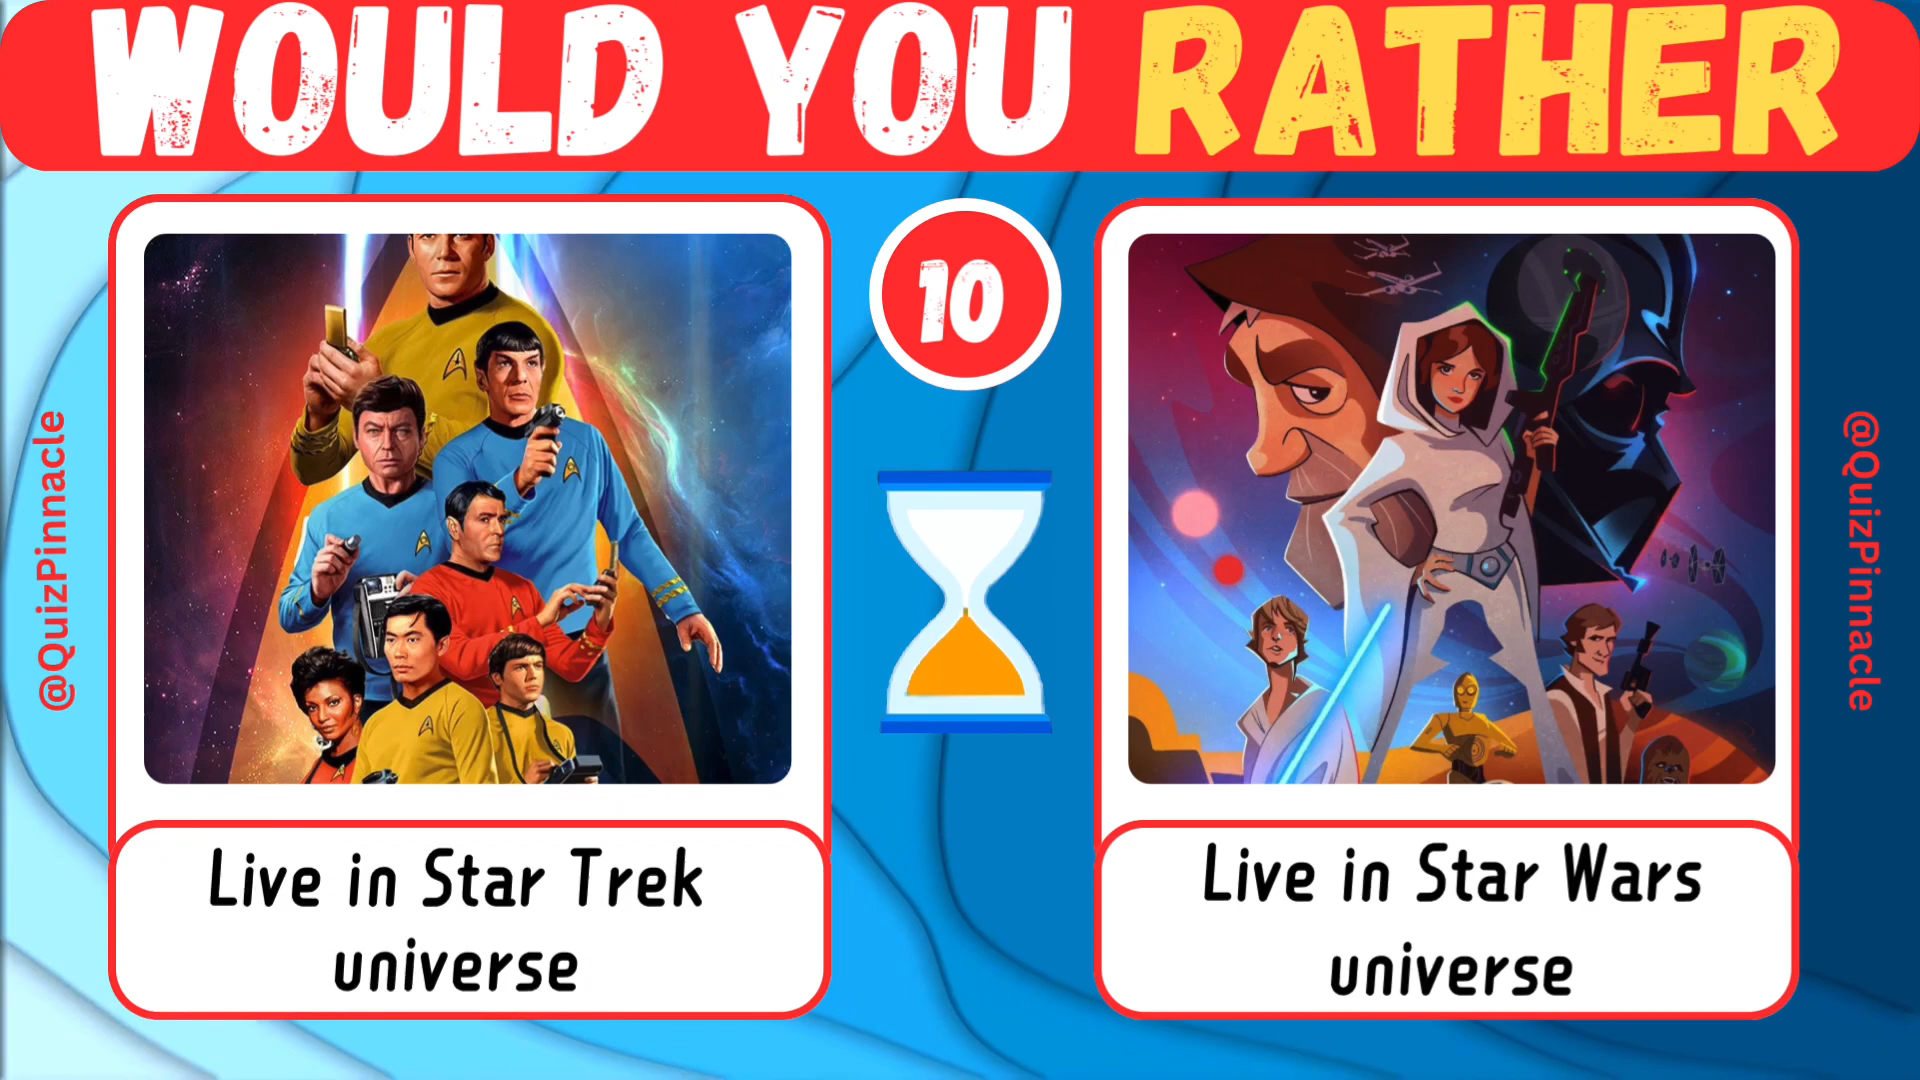 WOULD YOU RATHER
10
@QuizPinnacle
@QuizPinnacle
Live in Star Trek
universe
Live in Star Wars
universe